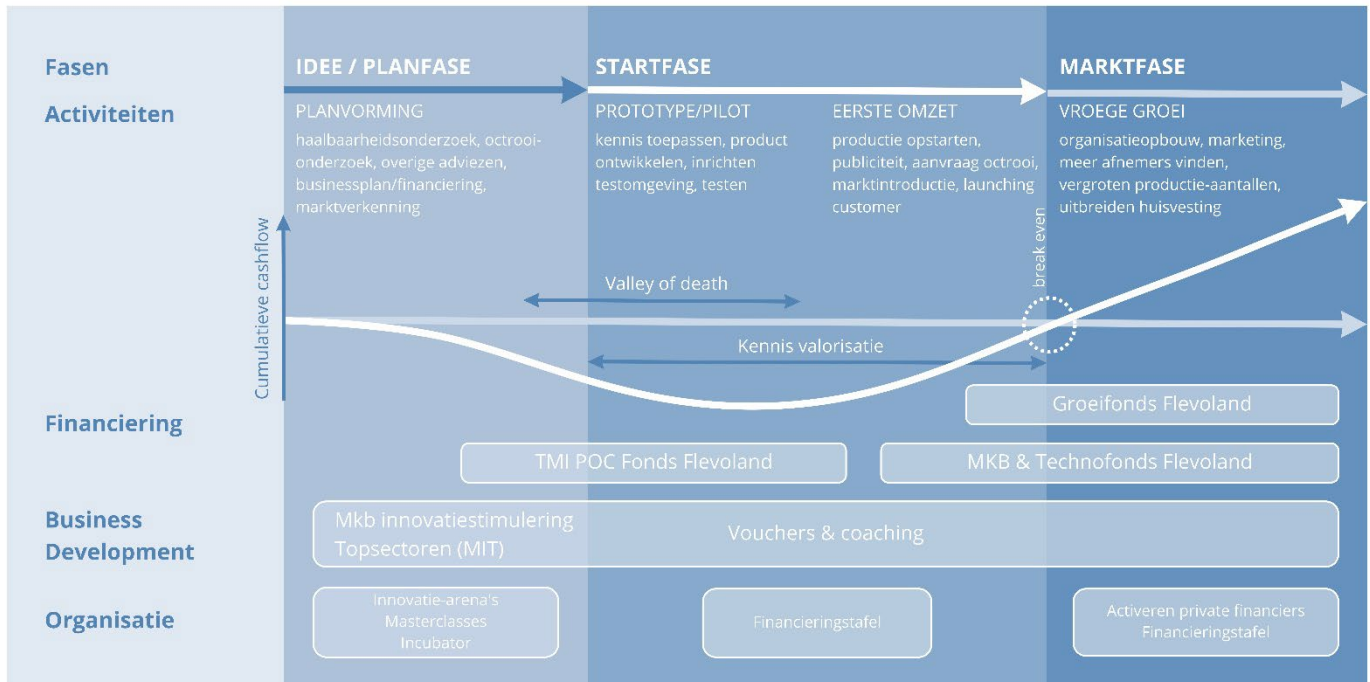 Fasen
IDEE / PLANFASE
STARTFASE
MARKTFASE
Activiteiten
PLANVORMING
haalbaarheidsonderzoek, octrooi-
onderzoek, overige adviezen,
businessplan/financiering,
marktverkenning
PROTOTYPE/PILOT
kennis toepassen, product
ontwikkelen, inrichten
testomgeving, testen
EERSTE OMZET
productie opstarten,
publiciteit, aanvraag octrooi,
marktintroductie, launching
customer
VROEGE GROEI
organisatieopbouw, marketing,
meer afnemers vinden,
vergroten productie-aantallen,
uitbreiden huisvesting
Cumulatieve cashflow
Valley of death
break even
Kennis valorisatie
Financiering
Groeifonds Flevoland
TMI POC Fonds Flevoland
MKB & Technofonds Flevoland
Business
Development
Mkb innovatiestimulering
Topsectoren (MIT)
Vouchers & coaching
Organisatie
Innovatie-arena's
Masterclasses
Incubator
Financieringstafel
Activeren private financiers
Financieringstafel